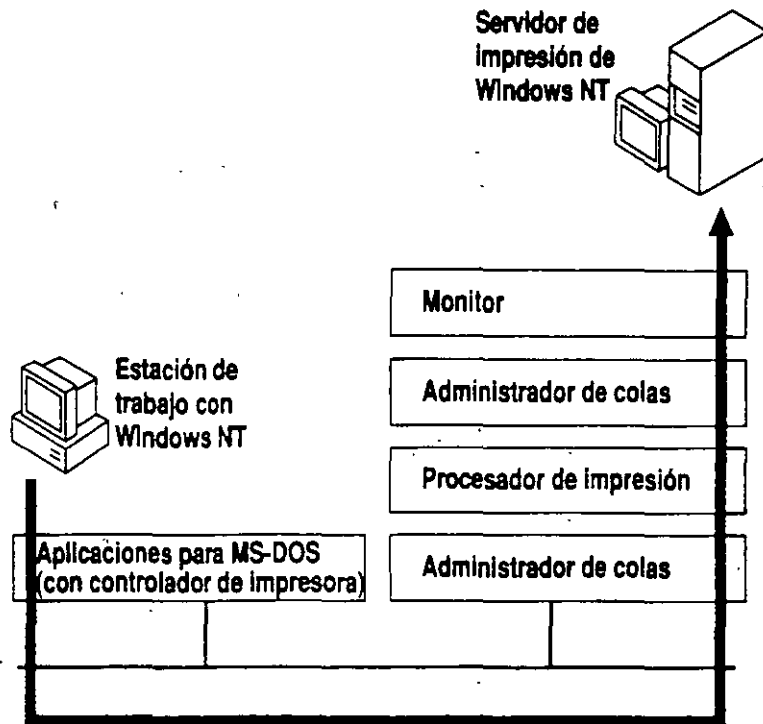 Servidor de
impresión de
Windows NT
Monitor
Estación de
trabajo con
Windows NT
Administrador de colas
Procesador de impresión
Aplicaciones para MS-DOS
(con controlador de impresora)
Administrador de colas